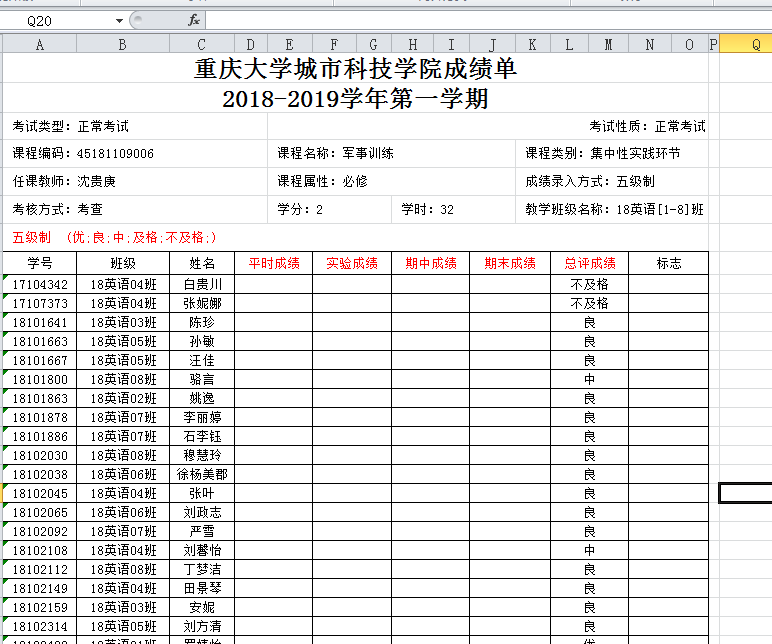 Q20 fx
A B C D E F G H I J K L M N O P Q
重庆大学城市科技学院成绩单
2018-2019学年第一学期
考试类型: 正常考试 考试性质: 正常考试
课程编码: 45181109006 课程名称: 军事训练 课程类别: 集中性实践环节
任课教师: 沈贵庚 课程属性: 必修 成绩录入方式: 五级制
考核方式: 考查 学分: 2 学时: 32 教学班级名称: 18英语[1-8]班
五级制 (优;良;中;及格;不及格;)
学号 班级 姓名 平时成绩 实验成绩 期中成绩 期末成绩 总评成绩 标志
17104342 18英语04班 白贵川 不及格
17107373 18英语04班 张妮娜 不及格
18101641 18英语03班 陈珍 良
18101663 18英语05班 孙敏 良
18101667 18英语05班 汪佳 良
18101800 18英语08班 骆言 中
18101863 18英语02班 姚逸 良
18101878 18英语07班 李丽婷 良
18101886 18英语07班 石李钰 良
18102030 18英语08班 穆慧玲 良
18102038 18英语06班 徐杨美郡 良
18102045 18英语04班 张叶 良
18102065 18英语06班 刘政志 良
18102092 18英语07班 严雪 良
18102108 18英语04班 刘馨怡 中
18102112 18英语08班 丁梦洁 良
18102149 18英语04班 田景琴 良
18102159 18英语03班 安妮 良
18102314 18英语05班 刘方清 良